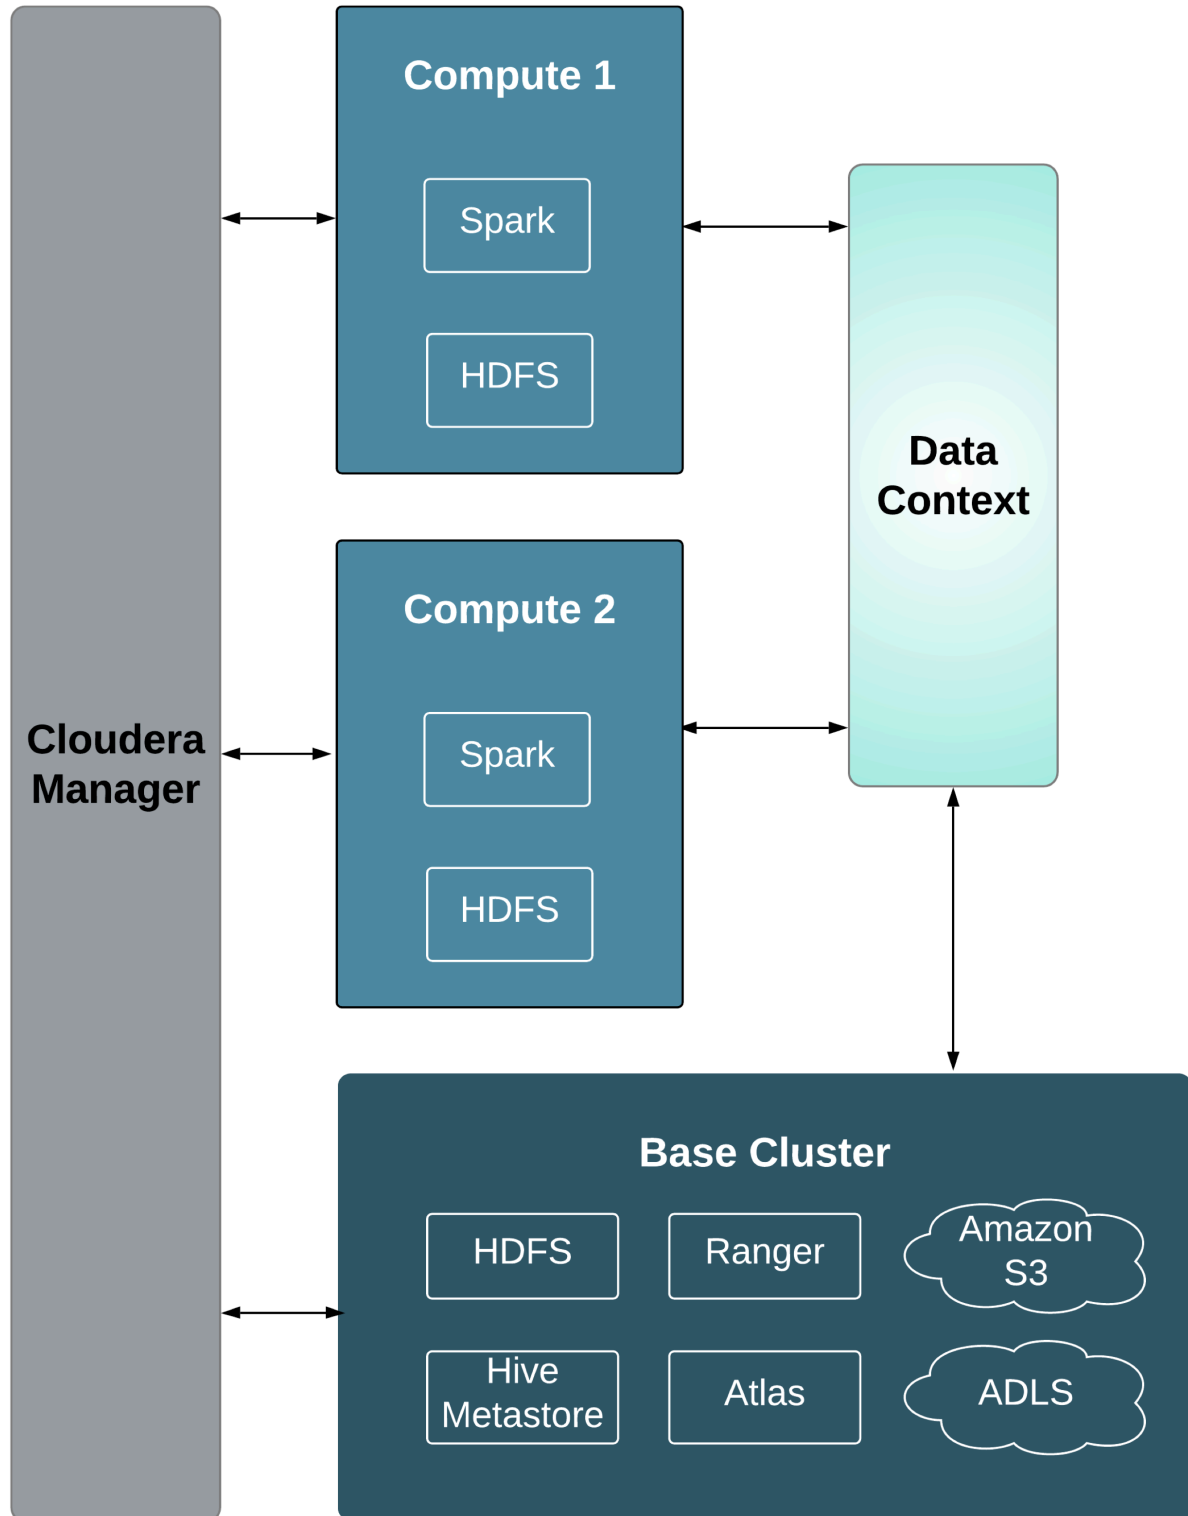 Compute 1
Spark
HDFS
Data
Context
Compute 2
Spark
HDFS
Cloudera
Manager
Base Cluster
HDFS
Ranger
Amazon
S3
Hive
Metastore
Atlas
ADLS